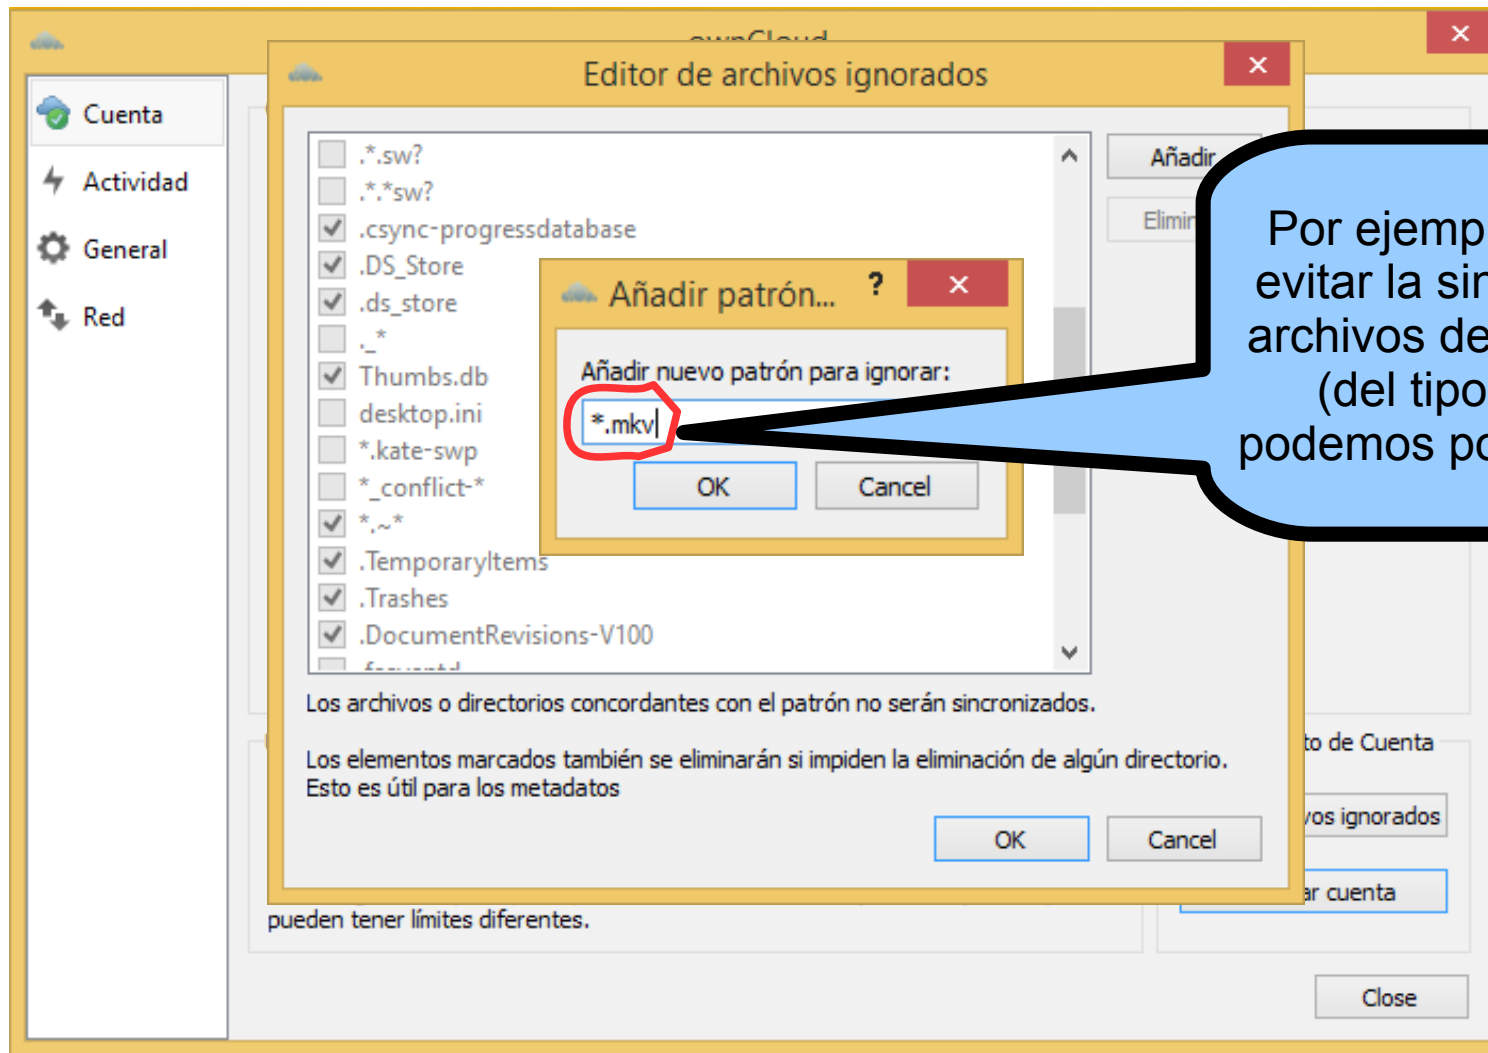 ownCloud
Editor de archivos ignorados
Cuenta
Actividad
General
Red
.*.sw?
.*.*sw?
.csync-progressdatabase
.DS_Store
.ds_store
._*
Thumbs.db
desktop.ini
*.kate-swp
*_conflict-*
*.~*
.TemporaryItems
.Trashes
.DocumentRevisions-V100
Añadir
Elimin
Añadir patrón... ?
Añadir nuevo patrón para ignorar:
*.mkv
OK Cancel
Por ejemp
evitar la sin
archivos de
(del tipo
podemos po
Los archivos o directorios concordantes con el patrón no serán sincronizados.
Los elementos marcados también se eliminarán si impiden la eliminación de algún directorio.
Esto es útil para los metadatos
OK Cancel
to de Cuenta
vos ignorados
ar cuenta
pueden tener límites diferentes.
Close